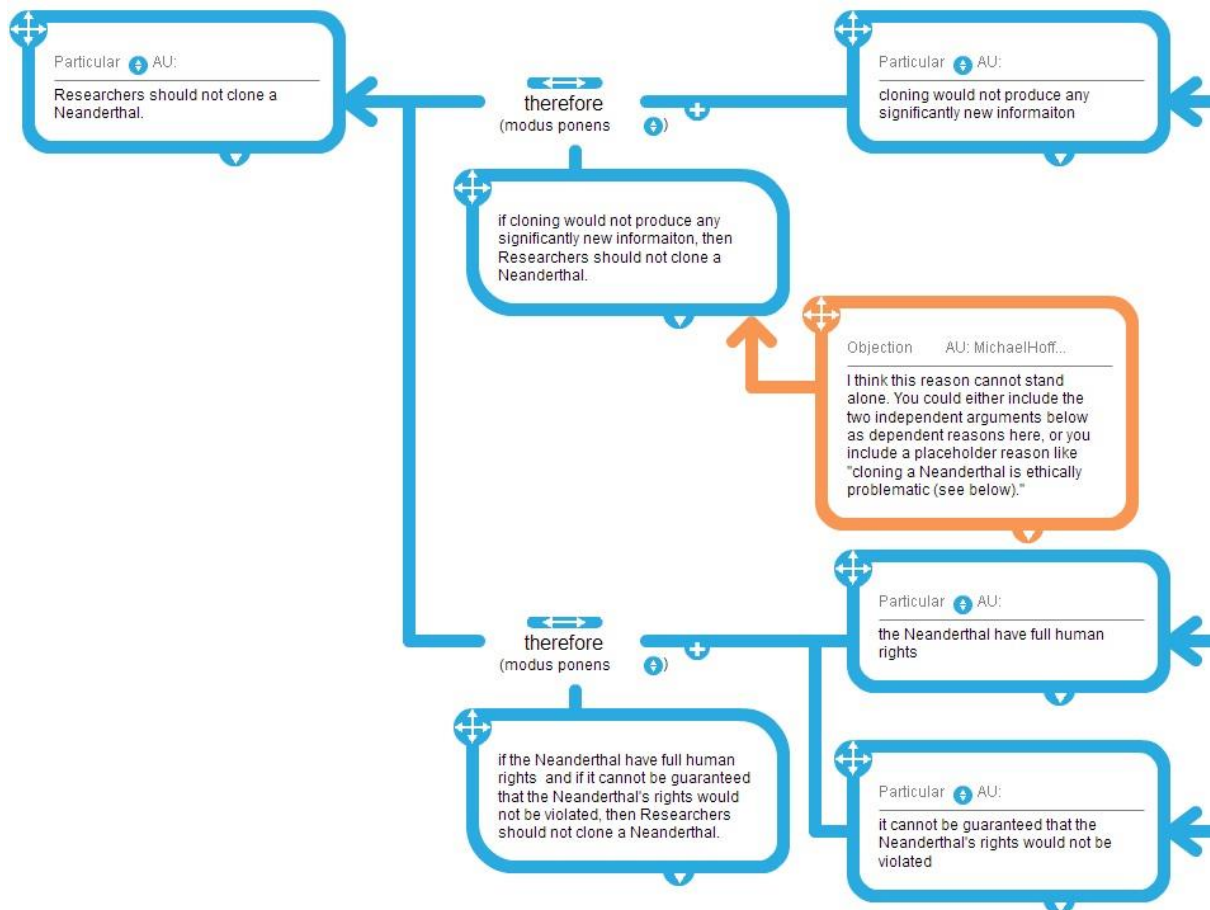 Particular AU:
Researchers should not clone a
Neanderthal.
therefore
(modus ponens )
Particular AU:
cloning would not produce any
significantly new informaiton
if cloning would not produce any
significantly new informaiton, then
Researchers should not clone a
Neanderthal.
Objection AU: MichaelHoff...
I think this reason cannot stand
alone. You could either include the
two independent arguments below
as dependent reasons here, or you
include a placeholder reason like
"cloning a Neanderthal is ethically
problematic (see below)."
therefore
(modus ponens )
Particular AU:
the Neanderthal have full human
rights
if the Neanderthal have full human
rights and if it cannot be guaranteed
that the Neanderthal's rights would
not be violated, then Researchers
should not clone a Neanderthal.
Particular AU:
it cannot be guaranteed that the
Neanderthal's rights would not be
violated